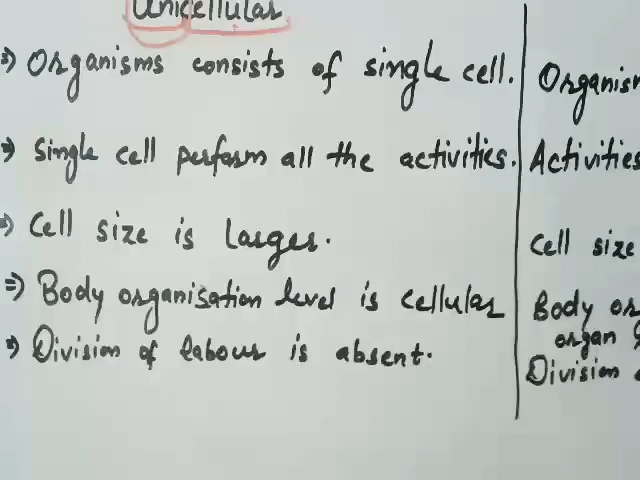 Unicellular
⇒ Organisms consists of single cell.
Organism
⇒ Single cell perform all the activities.
Activities
⇒ Cell size is larger.
Cell size
⇒ Body organisation level is cellular
Body or
organ
⇒ Division of labour is absent.
Division